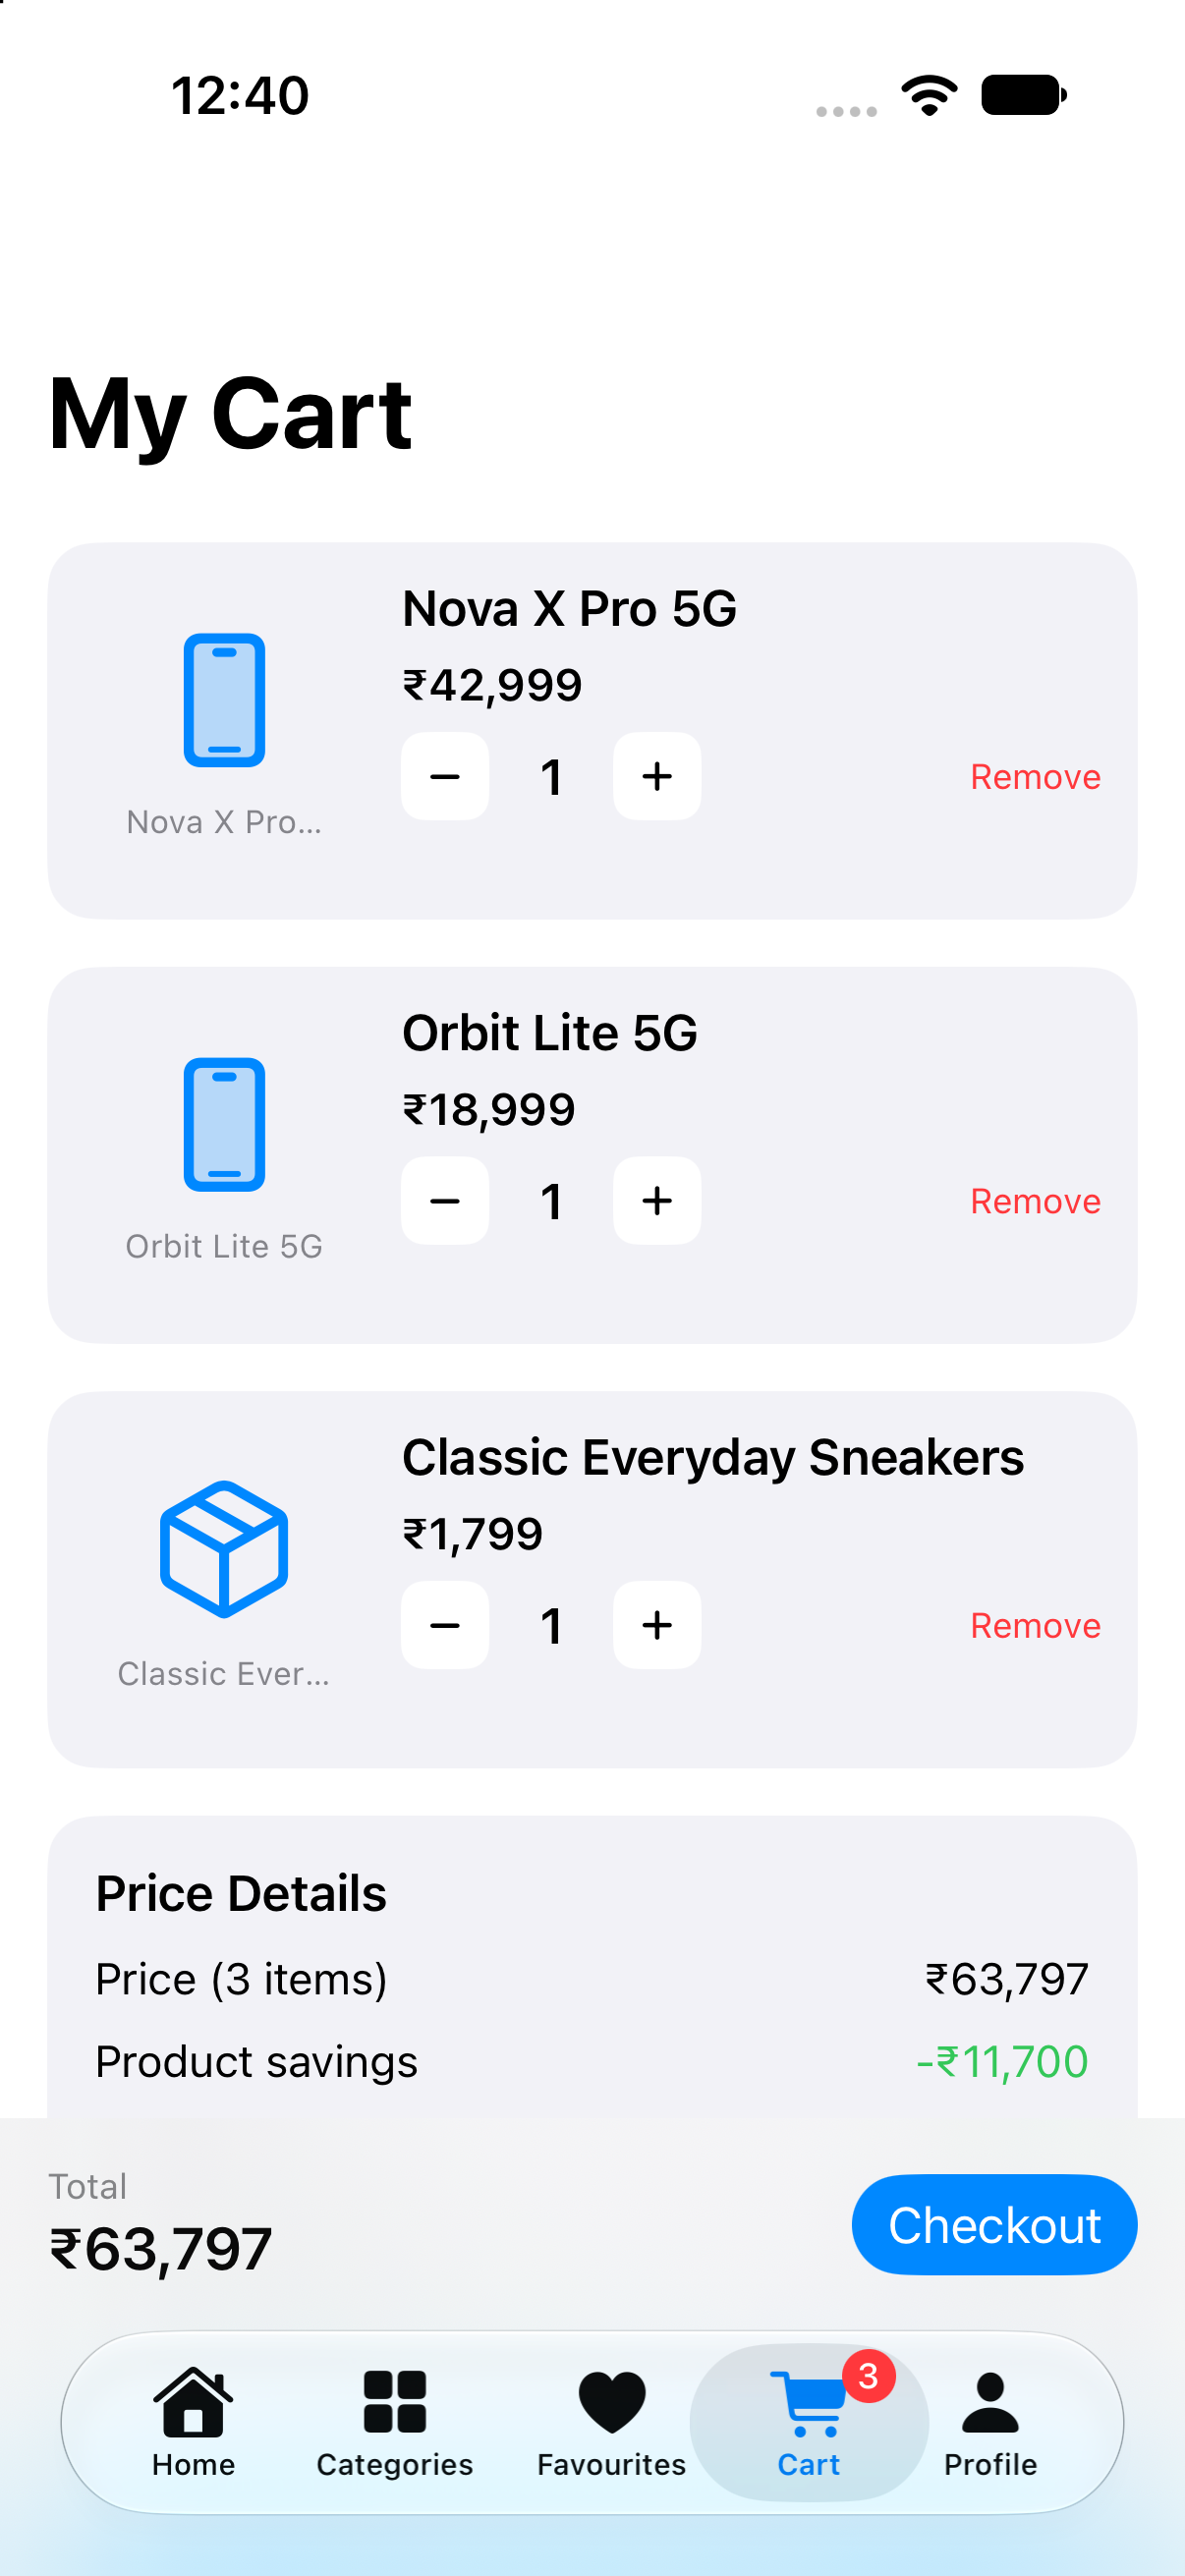 12:40
My Cart
Nova X Pro 5G
₹42,999
1
Remove
Nova X Pro...
Orbit Lite 5G
₹18,999
1
Remove
Orbit Lite 5G
Classic Everyday Sneakers
₹1,799
1
Remove
Classic Ever...
Price Details
Price (3 items) ₹63,797
Product savings -₹11,700
Total
₹63,797
Checkout
3
Home Categories Favourites Cart Profile